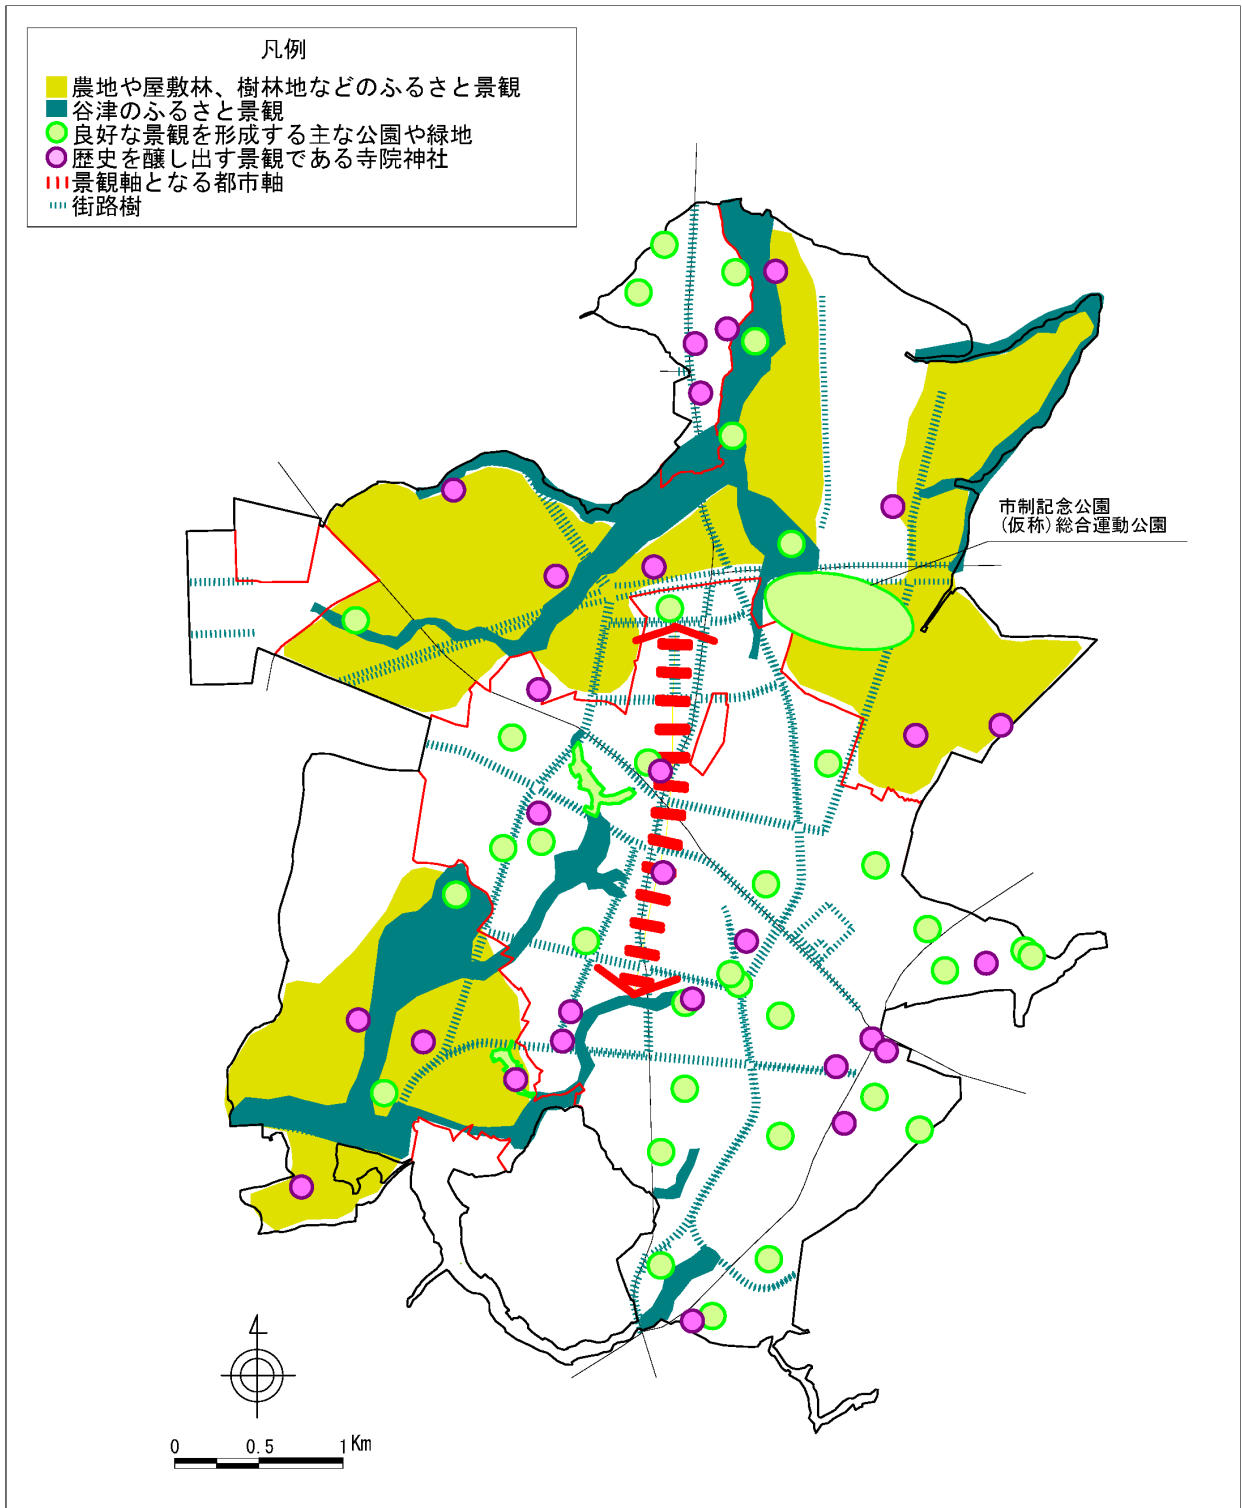 凡例
農地や屋敷林、樹林地などのふるさと景観
谷津のふるさと景観
良好な景観を形成する主な公園や緑地
歴史を醸し出す景観である寺院神社
景観軸となる都市軸
街路樹
市制記念公園
(仮称)総合運動公園
4
0 0.5 1 Km